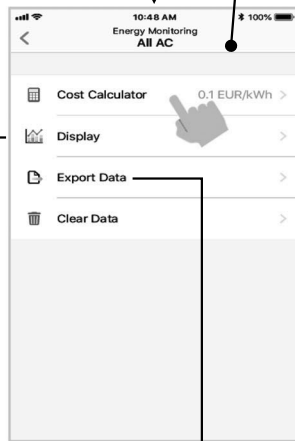 10:48 AM 100%
Energy Monitoring
All AC
Cost Calculator 0.1 EUR/kWh >
Display >
Export Data >
Clear Data >